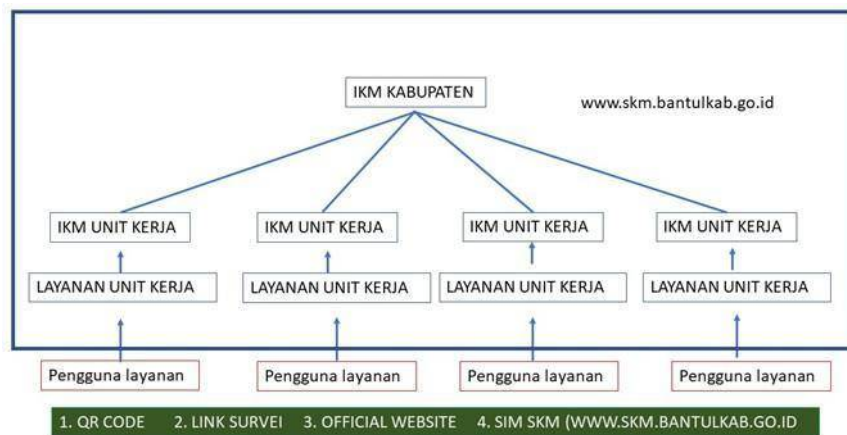 IKM KABUPATEN
www.skm.bantulkab.go.id
IKM UNIT KERJA
IKM UNIT KERJA
IKM UNIT KERJA
IKM UNIT KERJA
LAYANAN UNIT KERJA
LAYANAN UNIT KERJA
LAYANAN UNIT KERJA
LAYANAN UNIT KERJA
Pengguna layanan
Pengguna layanan
Pengguna layanan
Pengguna layanan
1. QR CODE 2. LINK SURVEI 3. OFFICIAL WEBSITE 4. SIM SKM (WWW.SKM.BANTULKAB.GO.ID